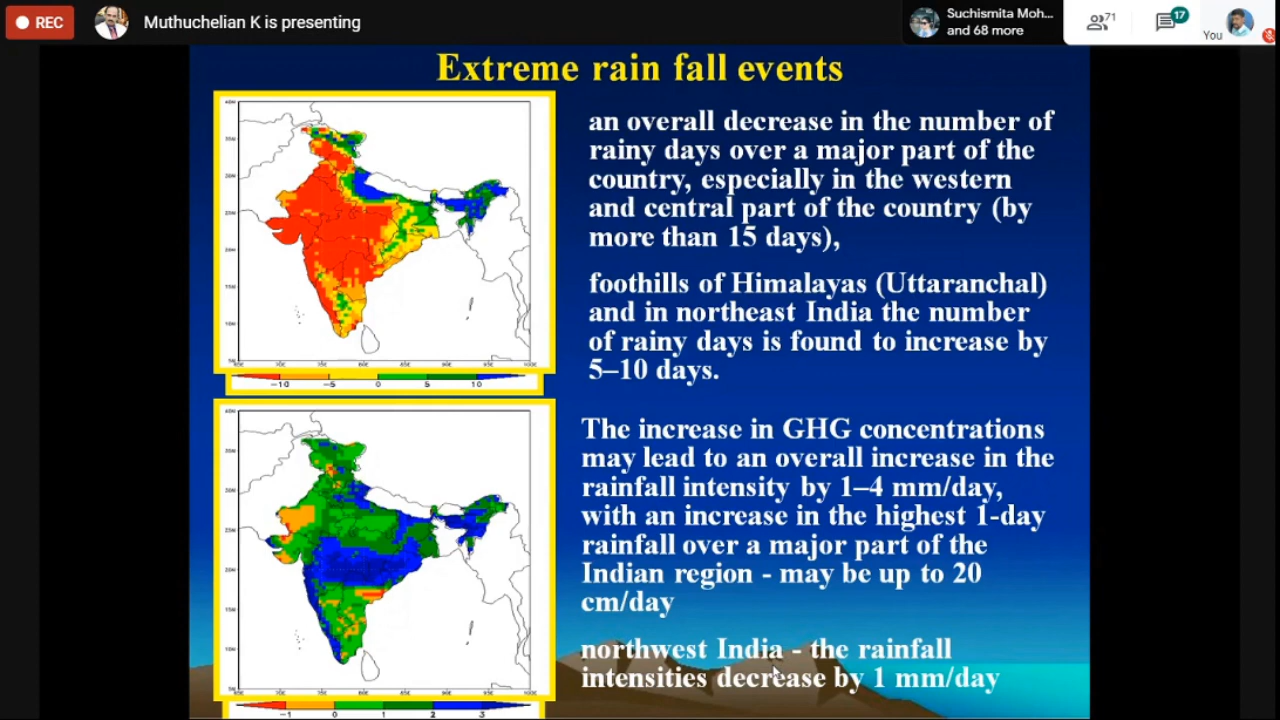 REC
Muthuchelian K is presenting
Suchismita Moh...
and 68 more
71
17
You
Extreme rain fall events
an overall decrease in the number of
rainy days over a major part of the
country, especially in the western
and central part of the country (by
more than 15 days),
foothills of Himalayas (Uttaranchal)
and in northeast India the number
of rainy days is found to increase by
5–10 days.
-10 -5 0 5 10
The increase in GHG concentrations
may lead to an overall increase in the
rainfall intensity by 1–4 mm/day,
with an increase in the highest 1-day
rainfall over a major part of the
Indian region - may be up to 20
cm/day
northwest India - the rainfall
intensities decrease by 1 mm/day
-1 0 1 2 3